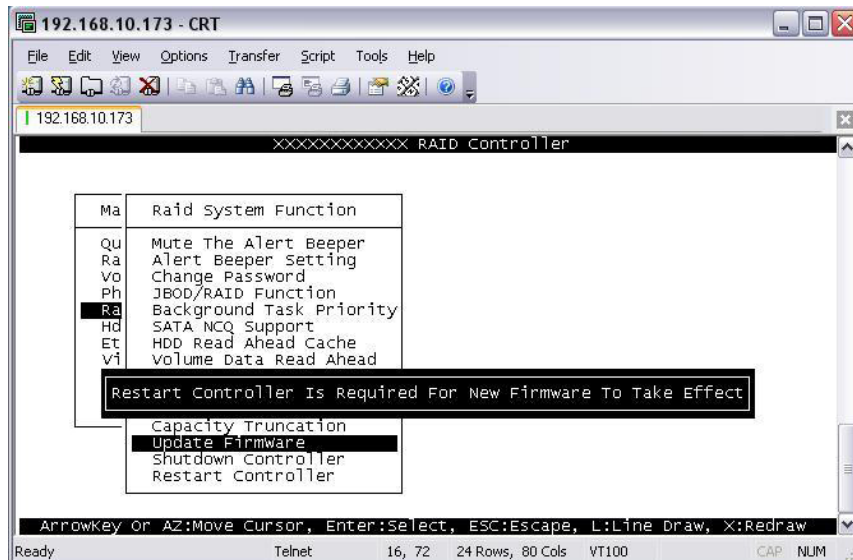 192.168.10.173 - CRT
File Edit View Options Transfer Script Tools Help
192.168.10.173
XXXXXXXXXXXX RAID Controller
Ma
Raid System Function
Qu
Mute The Alert Beeper
Ra
Alert Beeper Setting
Vo
Change Password
Ph
JBOD/RAID Function
Ra
Background Task Priority
Hd
SATA NCQ Support
Et
HDD Read Ahead Cache
Vi
Volume Data Read Ahead
Restart Controller Is Required For New Firmware To Take Effect
Capacity Truncation
Update Firmware
Shutdown Controller
Restart Controller
ArrowKey Or AZ:Move Cursor, Enter:Select, ESC:Escape, L:Line Draw, X:Redraw
Ready Telnet 16, 72 24 Rows, 80 Cols VT100 CAP NUM